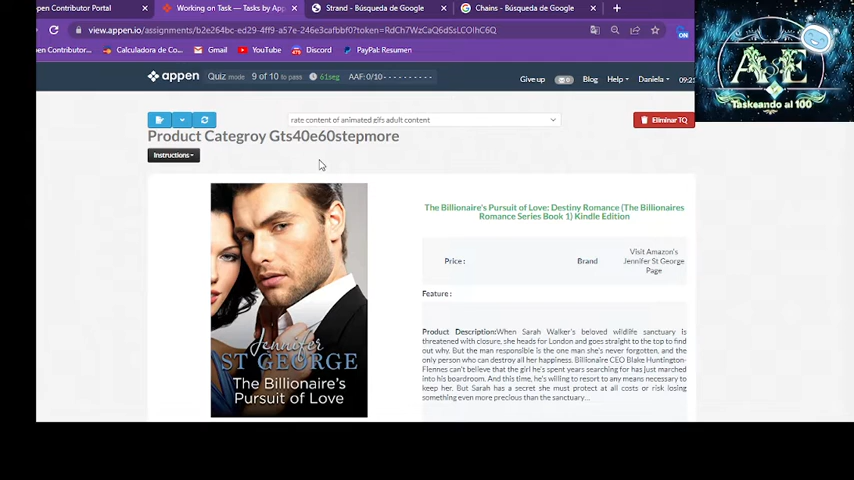 open Contributor Portal
Working on Task — Tasks by App
Strand - Búsqueda de Google
Chains - Búsqueda de Google
view.appen.io/assignments/b2e264bc-ed29-4ff9-a57e-246e3cafbbf0?token=RdCh7WzCaQ6dSsLCOIhC6Q
ON
open Contributor...
Calculadora de Co...
Gmail
YouTube
Discord
PayPal: Resumen
A E
Taskeando al 100
appen
Quiz mode
9 of 10 to pass
61seg
AAF: 0/10 - - - - - - - - - -
Give up
Blog
Help
Daniela
09:2
rate content of animated gifs adult content
Eliminar TQ
Product Categroy Gts40e60stepmore
Instructions
The Billionaire's Pursuit of Love: Destiny Romance (The Billionaires
Romance Series Book 1) Kindle Edition
Price :
Brand
Visit Amazon's
Jennifer St George
Page
Feature :
Product Description:When Sarah Walker's beloved wildlife sanctuary is
threatened with closure, she heads for London and goes straight to the top to find
out why. But the man responsible is the one man she's never forgotten, and the
only person who can destroy all her happiness. Billionaire CEO Blake Huntington-
Fiennes can't believe that the girl he's spent years searching for has just marched
into his boardroom. And this time, he's willing to resort to any means necessary to
keep her. But Sarah has a secret she must protect at all costs or risk losing
something even more precious than the sanctuary...
Jennifer
ST GEORGE
The Billionaire's
Pursuit of Love